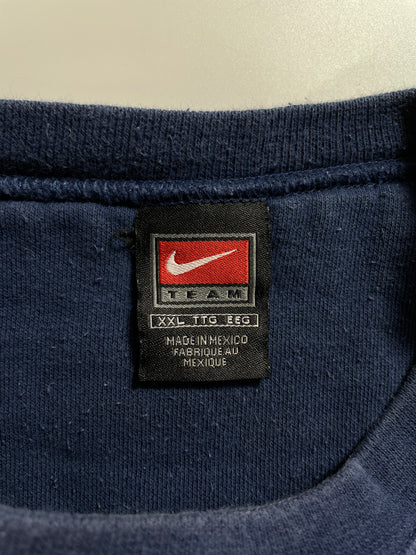 TEAM
XXL TTG EEG
MADE IN MEXICO
FABRIQUE AU
MEXIQUE